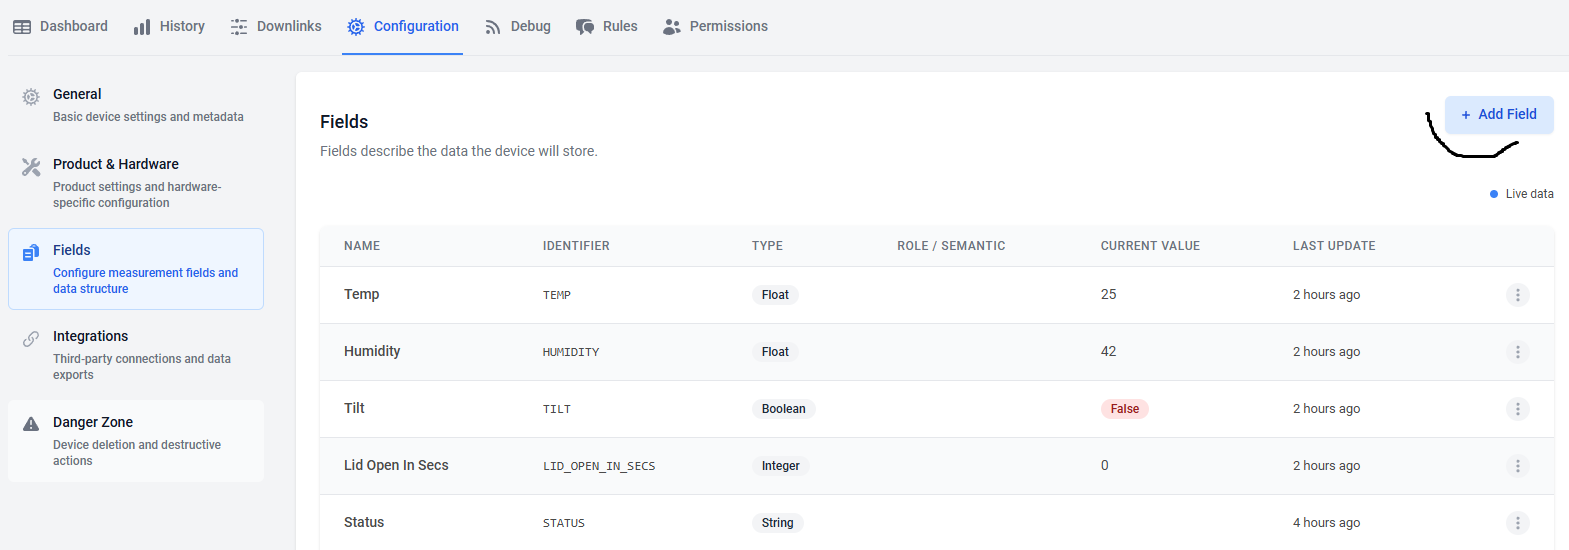 Dashboard History Downlinks Configuration Debug Rules Permissions
General
Basic device settings and metadata
Product & Hardware
Product settings and hardware-
specific configuration
Fields
Configure measurement fields and
data structure
Integrations
Third-party connections and data
exports
Danger Zone
Device deletion and destructive
actions
Fields
Fields describe the data the device will store.
+ Add Field
Live data
NAME IDENTIFIER TYPE ROLE / SEMANTIC CURRENT VALUE LAST UPDATE
Temp TEMP Float 25 2 hours ago
Humidity HUMIDITY Float 42 2 hours ago
Tilt TILT Boolean False 2 hours ago
Lid Open In Secs LID_OPEN_IN_SECS Integer 0 2 hours ago
Status STATUS String 4 hours ago